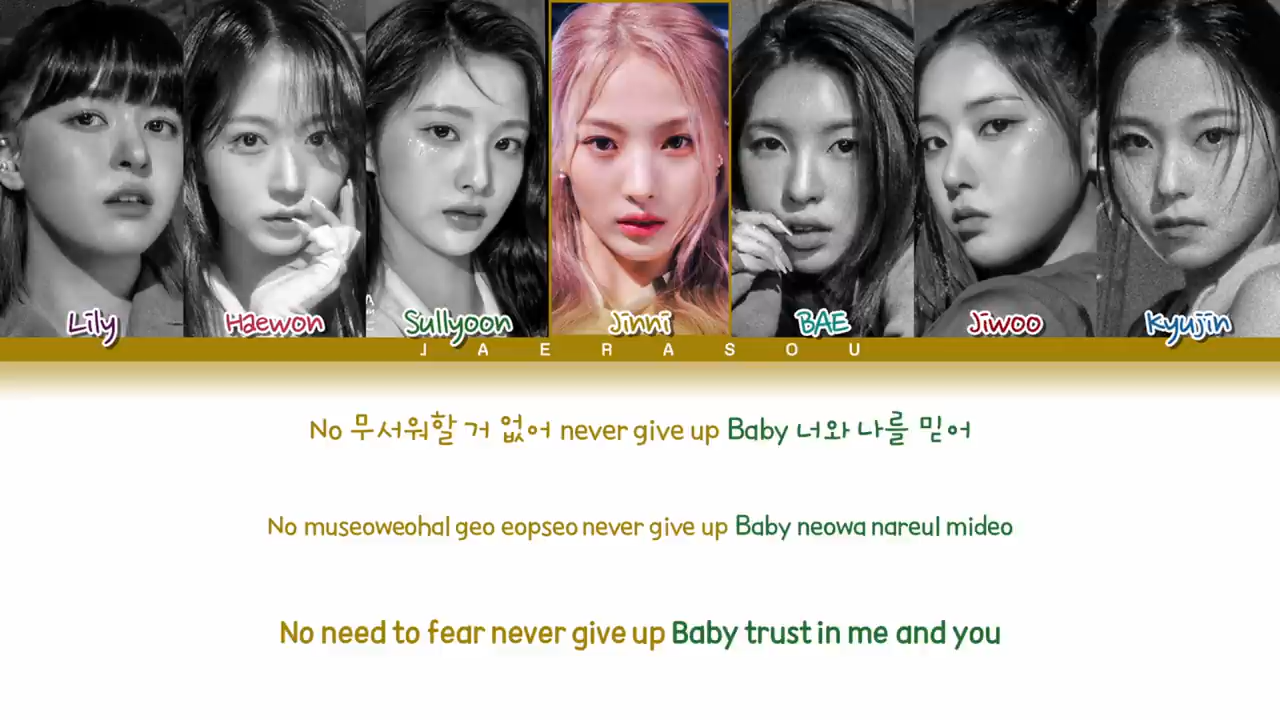 Lily Haewon Sullyoon Jinni BAE Jiwoo Kyujin
JAERASOU
No 무서워할 거 없어 never give up Baby 너와 나를 믿어
No museoweohal geo eopseo never give up Baby neowa nareul mideo
No need to fear never give up Baby trust in me and you